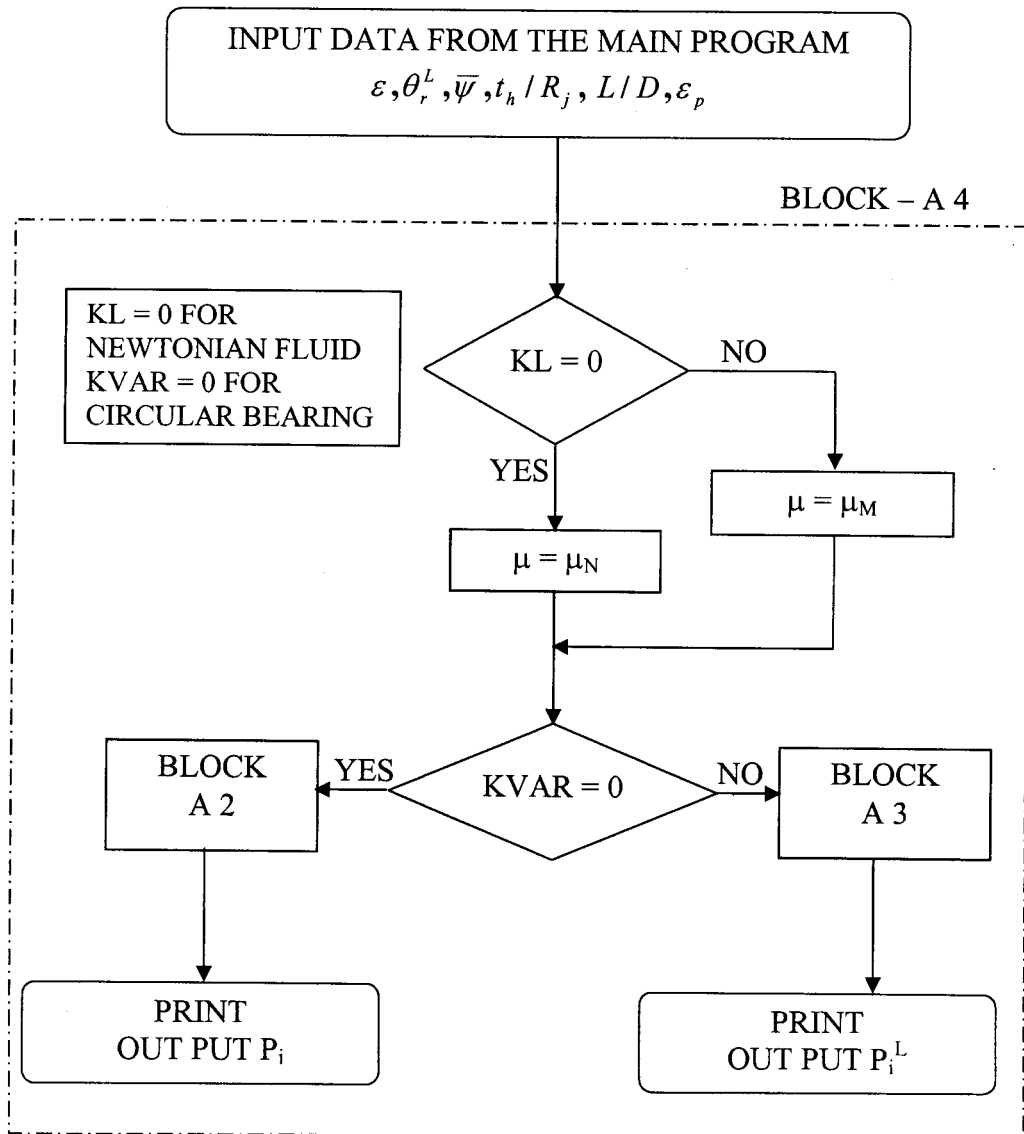 INPUT DATA FROM THE MAIN PROGRAM
ε,θ_r^L,ψ̅,t_h / R_j, L / D,ε_p
BLOCK – A 4
KL = 0 FOR
NEWTONIAN FLUID
KVAR = 0 FOR
CIRCULAR BEARING
KL = 0
NO
YES
μ = μ_M
μ = μ_N
BLOCK
A 2
YES
KVAR = 0
NO
BLOCK
A 3
PRINT
OUT PUT P_i
PRINT
OUT PUT P_i^L